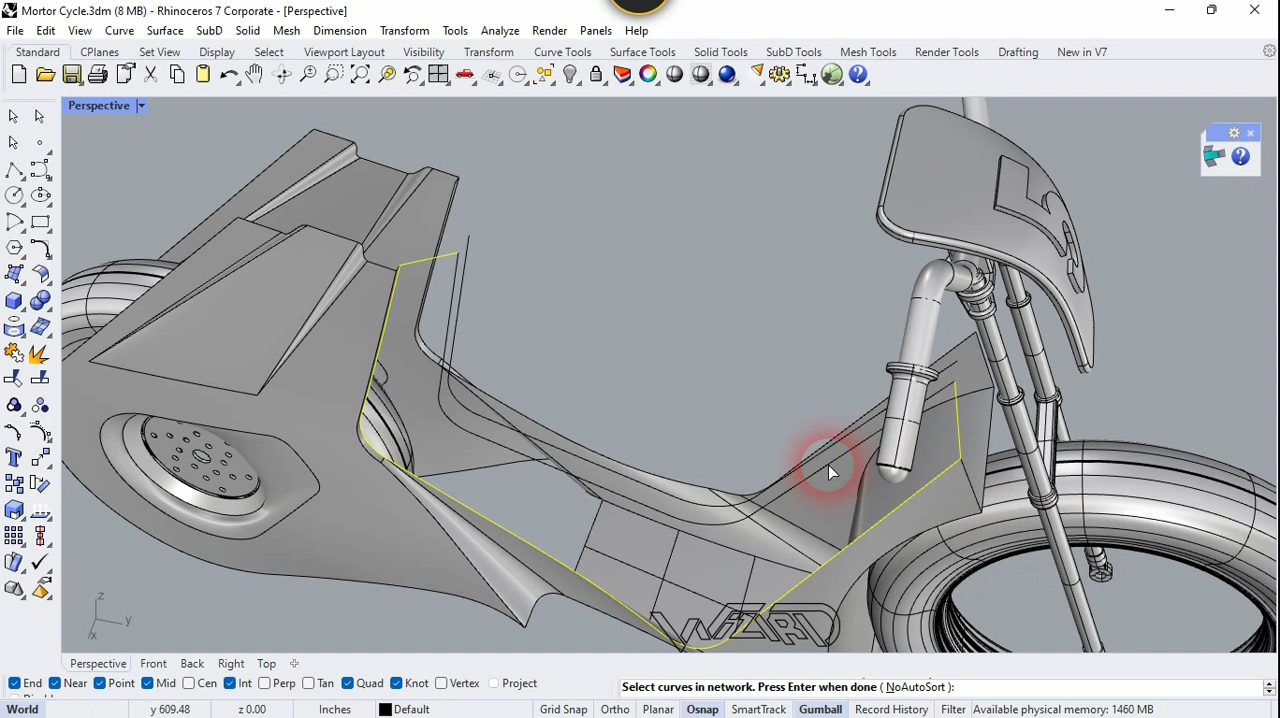 Mortor Cycle.3dm (8 MB) - Rhinoceros 7 Corporate - [Perspective]
File Edit View Curve Surface SubD Solid Mesh Dimension Transform Tools Analyze Render Panels Help
Standard CPlanes Set View Display Select Viewport Layout Visibility Transform Curve Tools Surface Tools Solid Tools SubD Tools Mesh Tools Render Tools Drafting New in V7
Perspective
z
y
x
Perspective Front Back Right Top
End Near Point Mid Cen Int Perp Tan Quad Knot Vertex Project
Select curves in network. Press Enter when done ( NoAutoSort ):
World y 609.48 z 0.00 Inches Default Grid Snap Ortho Planar Osnap SmartTrack Gumball Record History Filter Available physical memory: 1460 MB